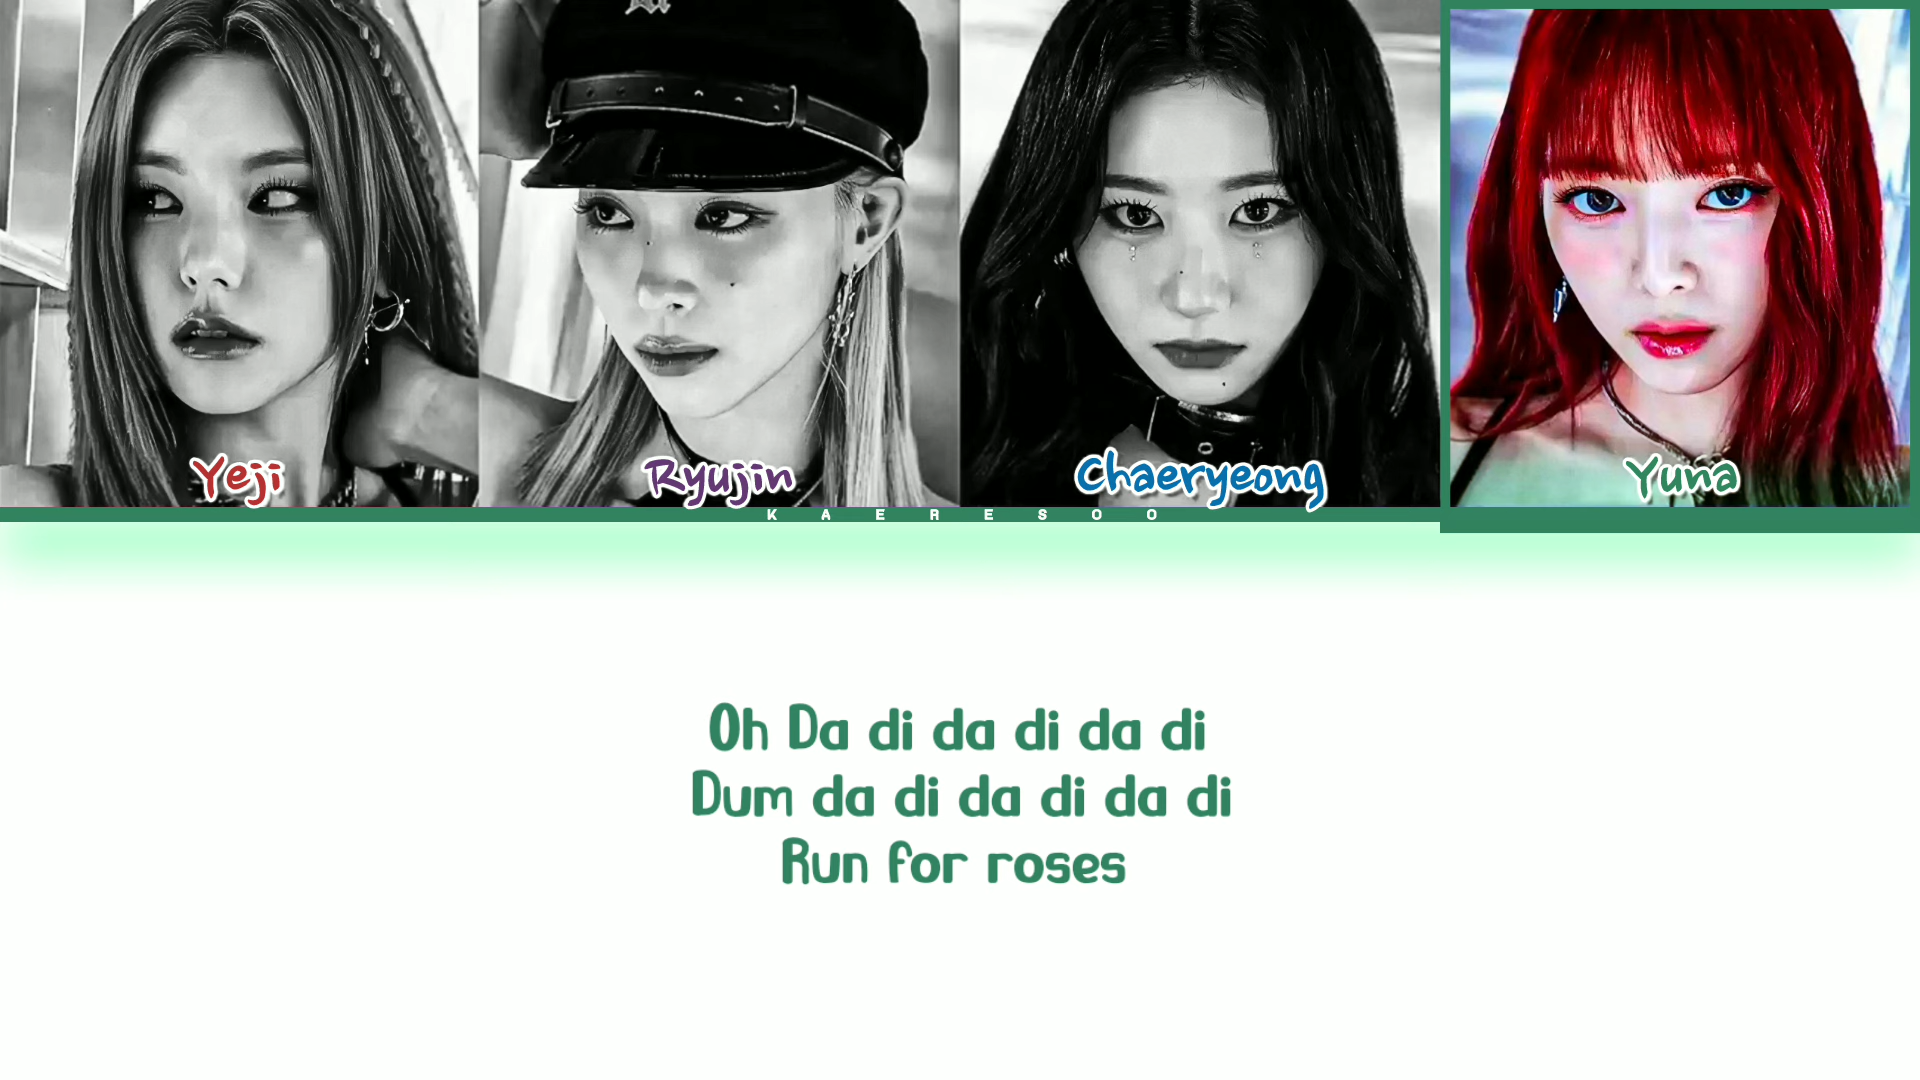 Yeji
Ryujin
Chaeryeong
Yuna
KAERESOO
Oh Da di da di da di
Dum da di da di da di
Run for roses